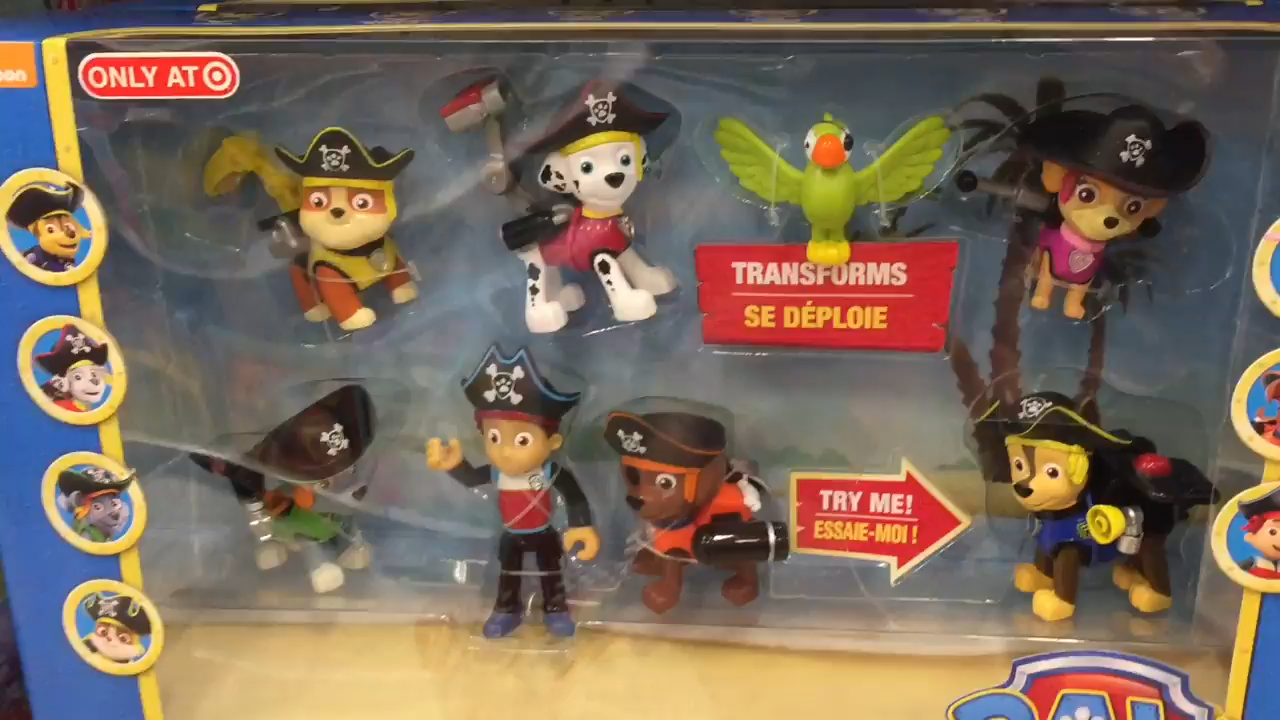 ONLY AT
TRANSFORMS
SE DÉPLOIE
TRY ME!
ESSAIE-MOI !